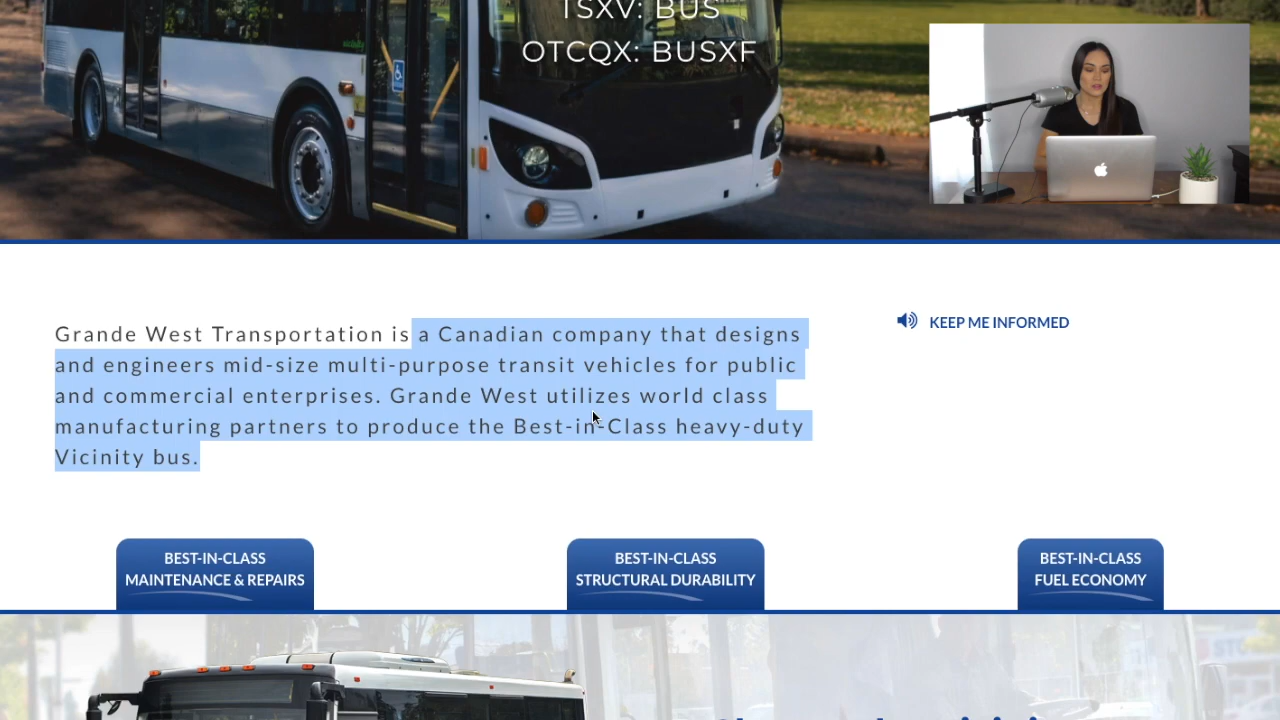 TSXV: BUS
OTCQX: BUSXF
Grande West Transportation is a Canadian company that designs
and engineers mid-size multi-purpose transit vehicles for public
and commercial enterprises. Grande West utilizes world class
manufacturing partners to produce the Best-in-Class heavy-duty
Vicinity bus.
KEEP ME INFORMED
BEST-IN-CLASS
MAINTENANCE & REPAIRS
BEST-IN-CLASS
STRUCTURAL DURABILITY
BEST-IN-CLASS
FUEL ECONOMY